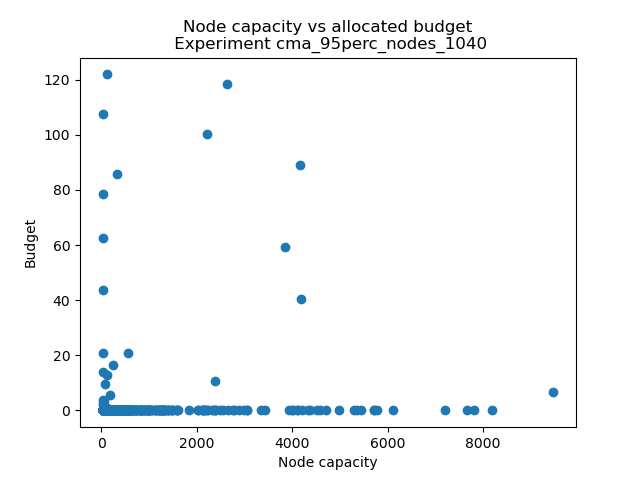 Node capacity vs allocated budget
Experiment cma_95perc_nodes_1040
120
100
80
60
40
20
0
Budget
0 2000 4000 6000 8000
Node capacity